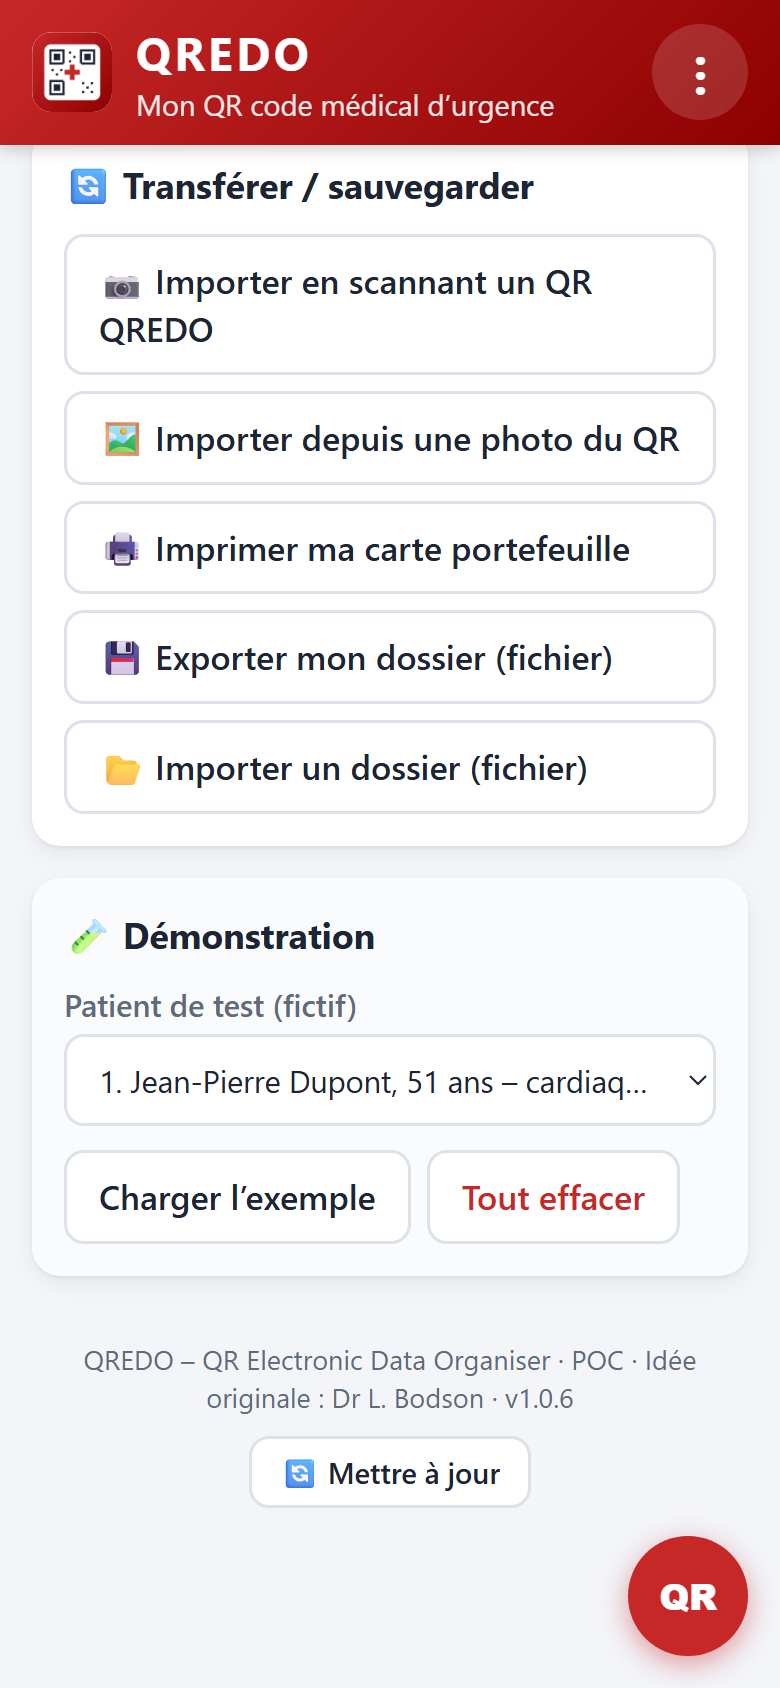 QREDO
Mon QR code médical d’urgence
Transférer / sauvegarder
Importer en scannant un QR
QREDO
Importer depuis une photo du QR
Imprimer ma carte portefeuille
Exporter mon dossier (fichier)
Importer un dossier (fichier)
Démonstration
Patient de test (fictif)
1. Jean-Pierre Dupont, 51 ans – cardiaq...
Charger l’exemple
Tout effacer
QREDO – QR Electronic Data Organiser · POC · Idée
originale : Dr L. Bodson · v1.0.6
Mettre à jour
QR